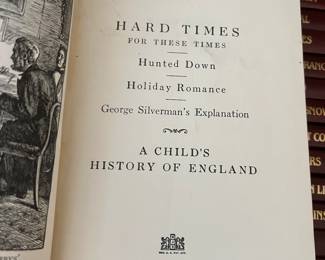 HARD TIMES
FOR THESE TIMES
Hunted Down
Holiday Romance
George Silverman's Explanation
A CHILD'S
HISTORY OF ENGLAND